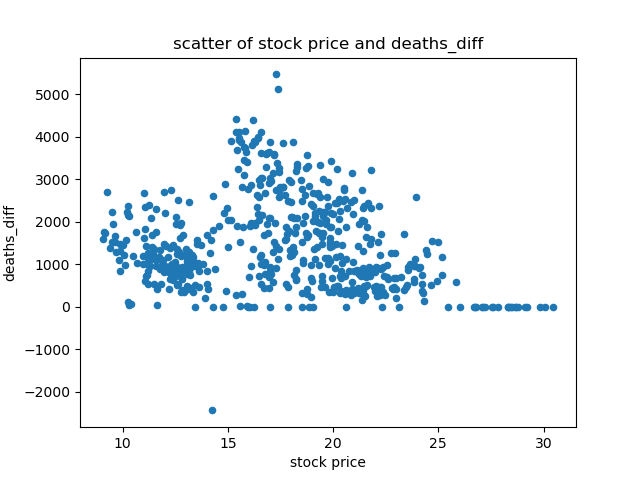 scatter of stock price and deaths_diff
deaths_diff
5000
4000
3000
2000
1000
0
−1000
−2000
10 15 20 25 30
stock price